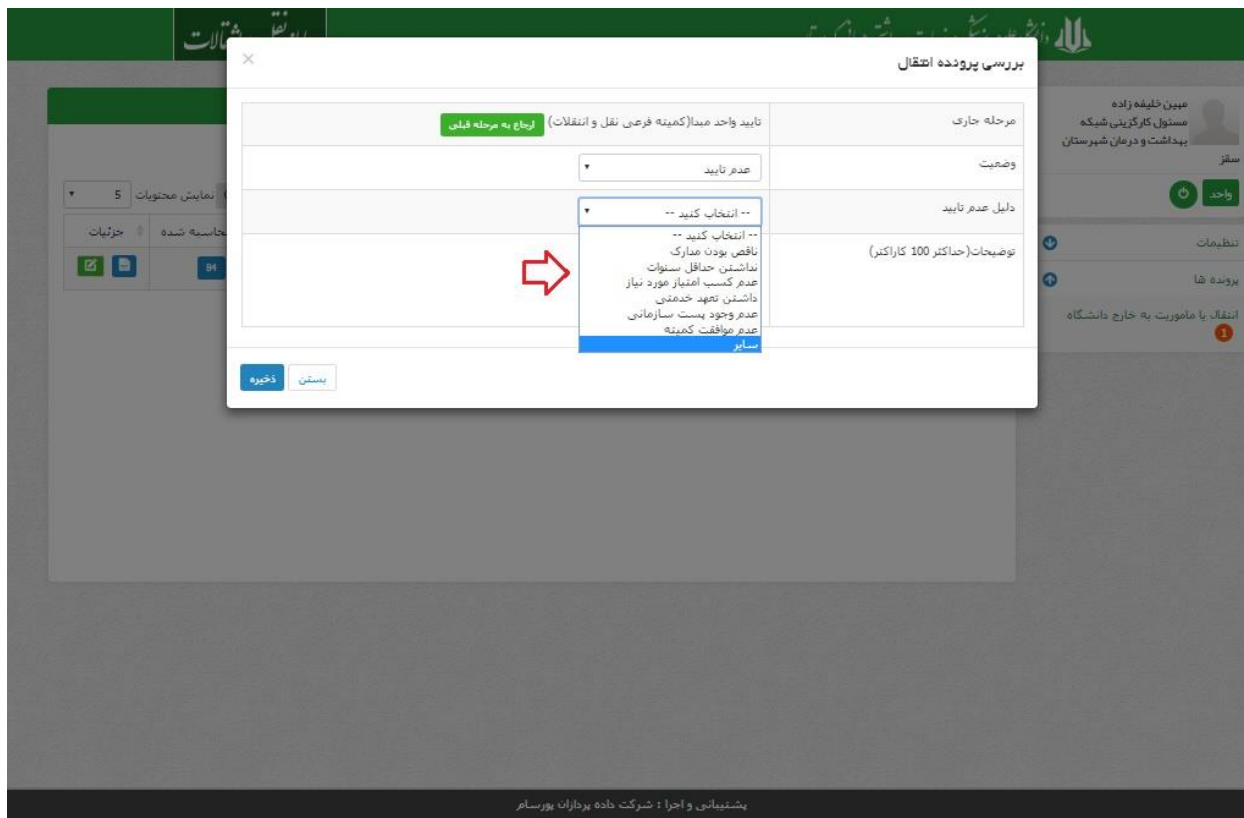 بررسی پرونده انتقال
×
مرحله جاری
تایید واحد مبدا(کمیته فرعی نقل و انتقلات) ارجاع به مرحله قبلی
وضعیت
عدم تایید
دلیل عدم تایید
-- انتخاب کنید --
-- انتخاب کنید --
ناقص بودن مدارک
نداشتن حداقل سنوات
عدم کسب امتیاز مورد نیاز
داشتن تعهد خدمتی
عدم وجود پست سازمانی
عدم موافقت کمیته
سایر
توضیحات(حداکثر 100 کاراکتر)
بستن ذخیره
مهین خلیفه زاده
مسئول کارگزینی شبکه
بهداشت و درمان شهرستان
سقز
واحد
تنظیمات
پرونده ها
انتقال یا ماموریت به خارج دانشگاه
1
نمایش محتویات 5
محاسبه شده جزئیات
94
پشتیبانی و اجرا : شرکت داده پردازان پورسام